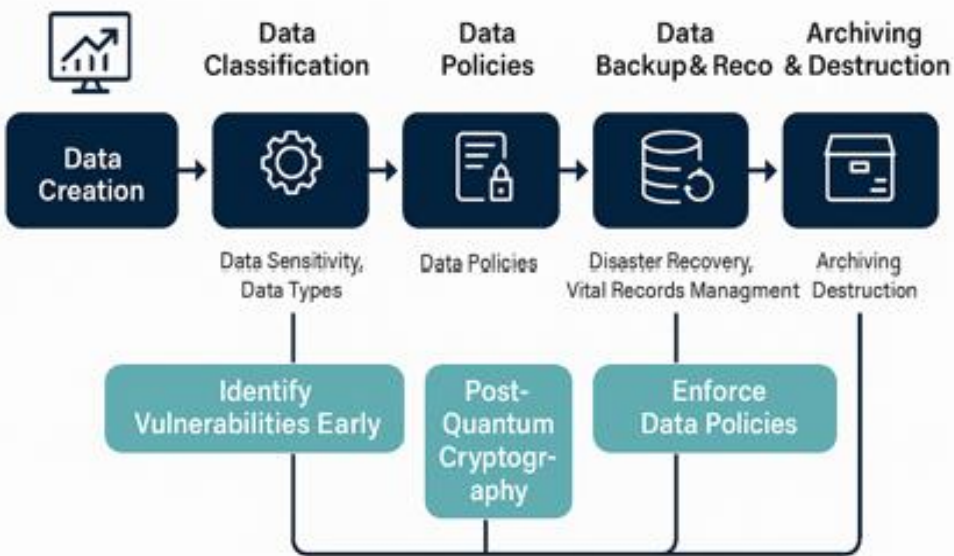 Data
Classification
Data
Policies
Data
Backup & Reco
Archiving
& Destruction
Data
Creation
Data Sensitivity,
Data Types
Data Policies
Disaster Recovery,
Vital Records Managment
Archiving
Destruction
Identify
Vulnerabilities Early
Post-
Quantum
Cryptogr-
aphy
Enforce
Data Policies